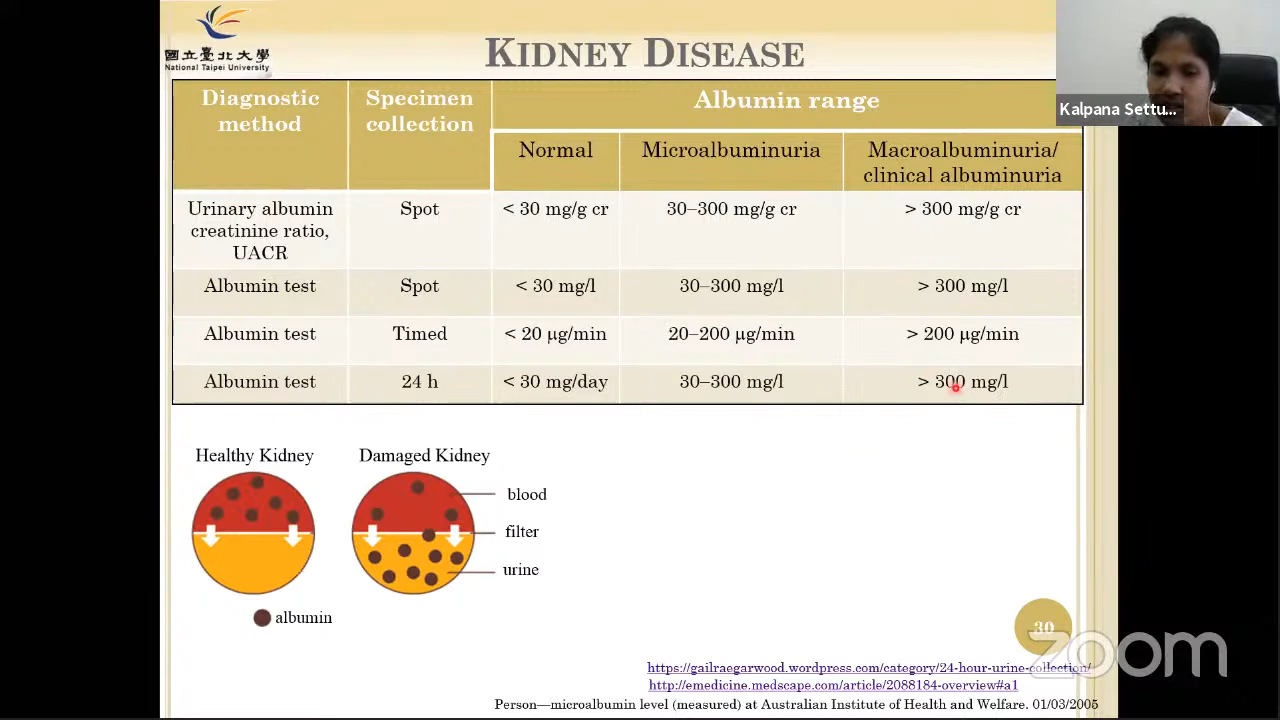 國立臺北大學
National Taipei University
KIDNEY DISEASE
Kalpana Settu...
Diagnostic method
Specimen collection
Albumin range
Normal
Microalbuminuria
Macroalbuminuria/
clinical albuminuria
Urinary albumin
creatinine ratio,
UACR
Spot
< 30 mg/g cr
30–300 mg/g cr
> 300 mg/g cr
Albumin test
Spot
< 30 mg/l
30–300 mg/l
> 300 mg/l
Albumin test
Timed
< 20 µg/min
20–200 µg/min
> 200 µg/min
Albumin test
24 h
< 30 mg/day
30–300 mg/l
> 300 mg/l
Healthy Kidney
Damaged Kidney
blood
filter
urine
albumin
30
zoom
https://gailraegarwood.wordpress.com/category/24-hour-urine-collection/
http://emedicine.medscape.com/article/2088184-overview#a1
Person—microalbumin level (measured) at Australian Institute of Health and Welfare. 01/03/2005